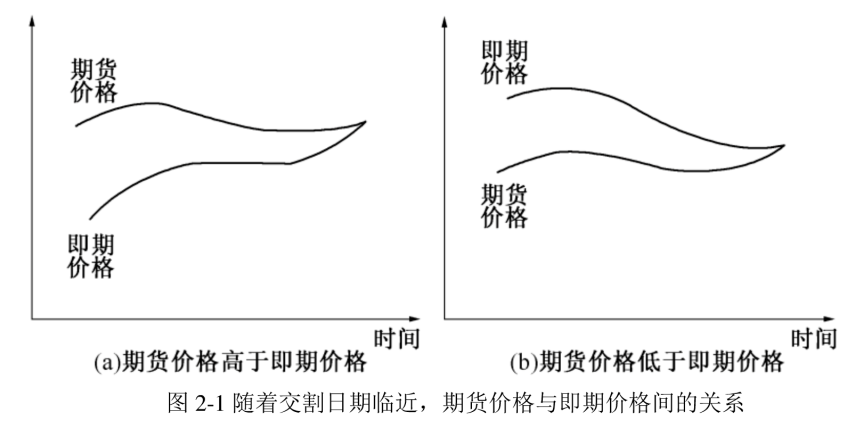 期货
价格
即期
价格
时间
(a)期货价格高于即期价格
即期
价格
期货
价格
时间
(b)期货价格低于即期价格
图 2-1 随着交割日期临近，期货价格与即期价格间的关系